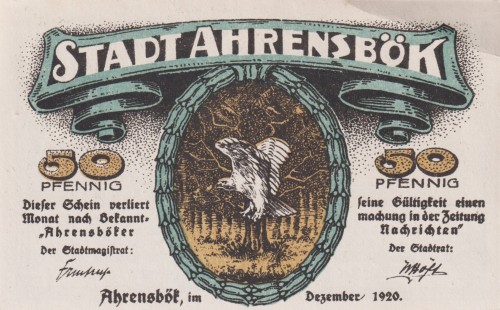 STADT AHRENSBÖK
50 50
PFENNIG PFENNIG
Dieser Schein verliert seine Gültigkeit einen
Monat nach Bekannt- machung in der Zeitung
„Ahrensböker Nachrichten“
Der Stadtmagistrat: Der Stadtrat:
Ahrensbök, im Dezember 1920.